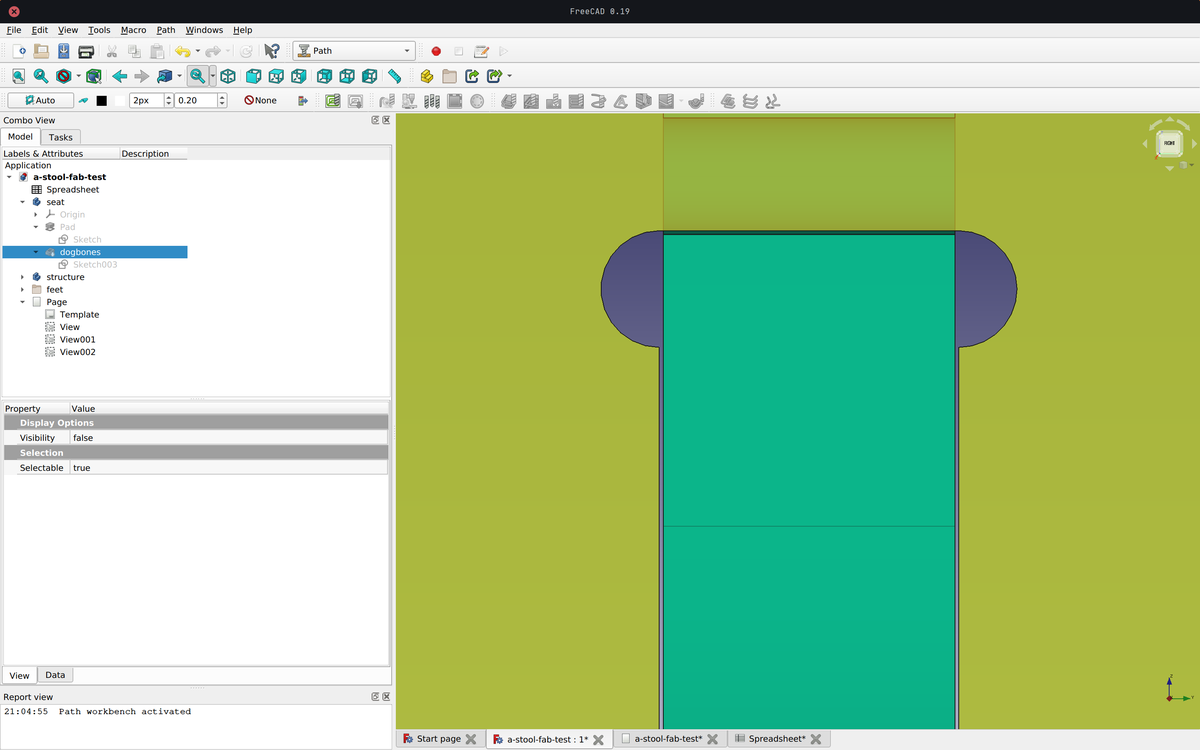 FreeCAD 0.19
File Edit View Tools Macro Path Windows Help
Path
Auto 2px 0.20 None
Combo View
Model Tasks
Labels & Attributes Description
Application
a-stool-fab-test
Spreadsheet
seat
Origin
Pad
Sketch
dogbones
Sketch003
structure
feet
Page
Template
View
View001
View002
Property Value
Display Options
Visibility false
Selection
Selectable true
View Data
Report view
21:04:55 Path workbench activated
RIGHT
Z
Y
Start page a-stool-fab-test : 1* a-stool-fab-test* Spreadsheet*